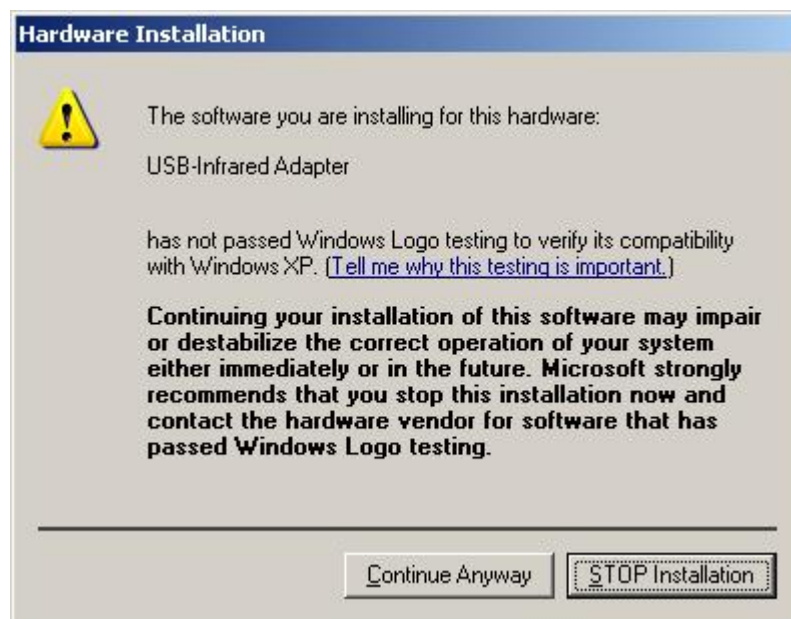 Hardware Installation
The software you are installing for this hardware:
USB-Infrared Adapter
has not passed Windows Logo testing to verify its compatibility
with Windows XP. (Tell me why this testing is important.)
Continuing your installation of this software may impair
or destabilize the correct operation of your system
either immediately or in the future. Microsoft strongly
recommends that you stop this installation now and
contact the hardware vendor for software that has
passed Windows Logo testing.
Continue Anyway
STOP Installation